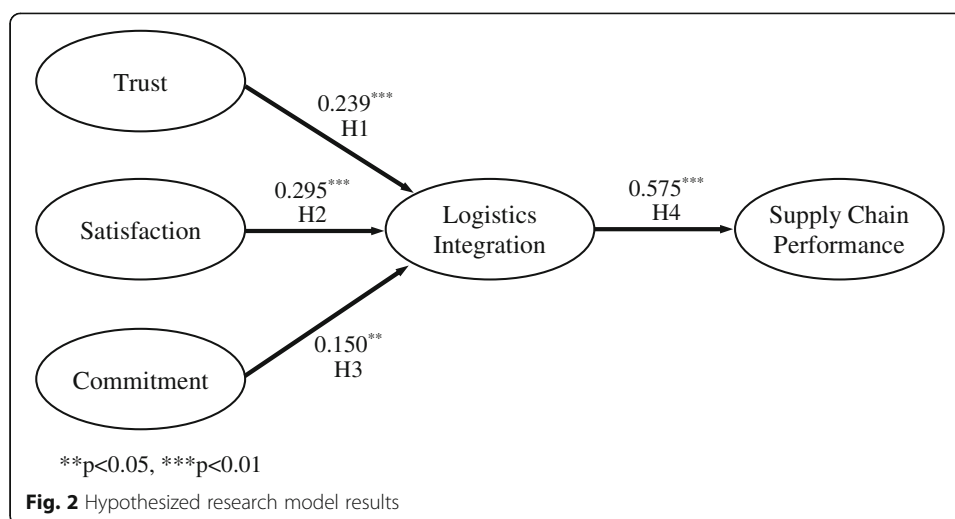 Trust
0.239***
H1
Satisfaction
0.295***
H2
Logistics
Integration
0.575***
H4
Supply Chain
Performance
Commitment
0.150**
H3
**p<0.05, ***p<0.01
Fig. 2 Hypothesized research model results